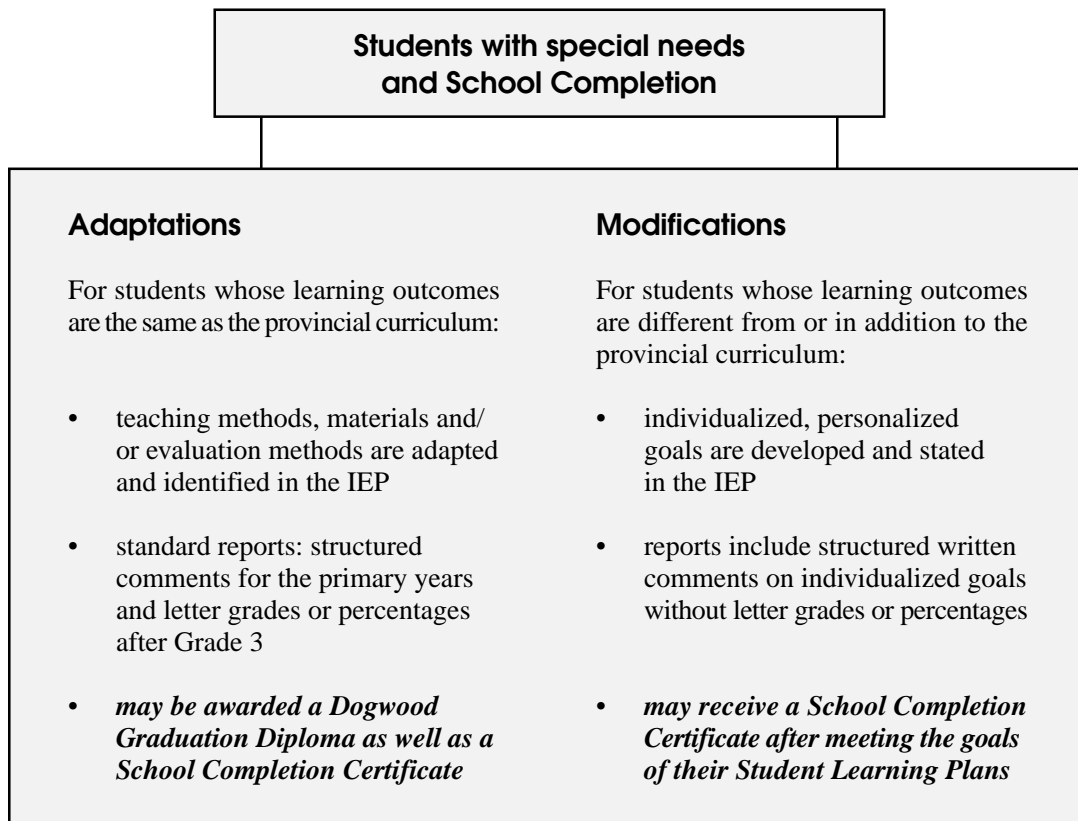 Students with special needs
and School Completion
Adaptations
For students whose learning outcomes
are the same as the provincial curriculum:
• teaching methods, materials and/
or evaluation methods are adapted
and identified in the IEP
• standard reports: structured
comments for the primary years
and letter grades or percentages
after Grade 3
• may be awarded a Dogwood
Graduation Diploma as well as a
School Completion Certificate
Modifications
For students whose learning outcomes
are different from or in addition to the
provincial curriculum:
• individualized, personalized
goals are developed and stated
in the IEP
• reports include structured written
comments on individualized goals
without letter grades or percentages
• may receive a School Completion
Certificate after meeting the goals
of their Student Learning Plans